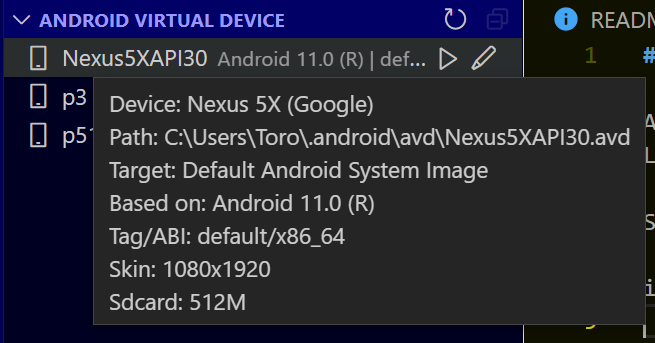 ANDROID VIRTUAL DEVICE
README
Nexus5XAPI30 Android 11.0 (R) | def...
1 #
p3
p51
Device: Nexus 5X (Google)
Path: C:\Users\Toro\.android\avd\Nexus5XAPI30.avd
Target: Default Android System Image
Based on: Android 11.0 (R)
Tag/ABI: default/x86_64
Skin: 1080x1920
Sdcard: 512M